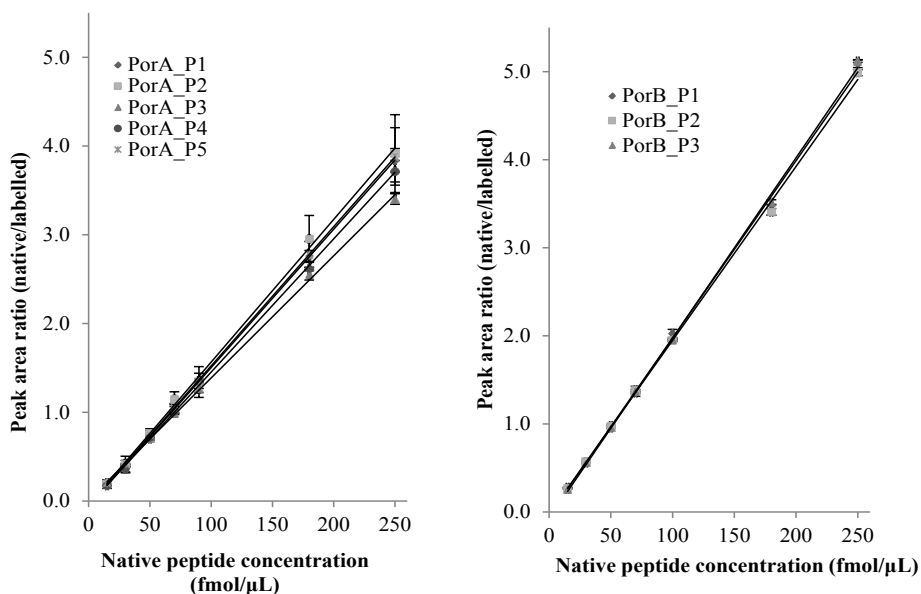 5.0
4.0
3.0
2.0
1.0
0.0
Peak area ratio (native/labelled)
PorA_P1
PorA_P2
PorA_P3
PorA_P4
PorA_P5
0 50 100 150 200 250
Native peptide concentration
(fmol/µL)
5.0
4.0
3.0
2.0
1.0
0.0
Peak area ratio (native/labelled)
PorB_P1
PorB_P2
PorB_P3
0 50 100 150 200 250
Native peptide concentration (fmol/µL)